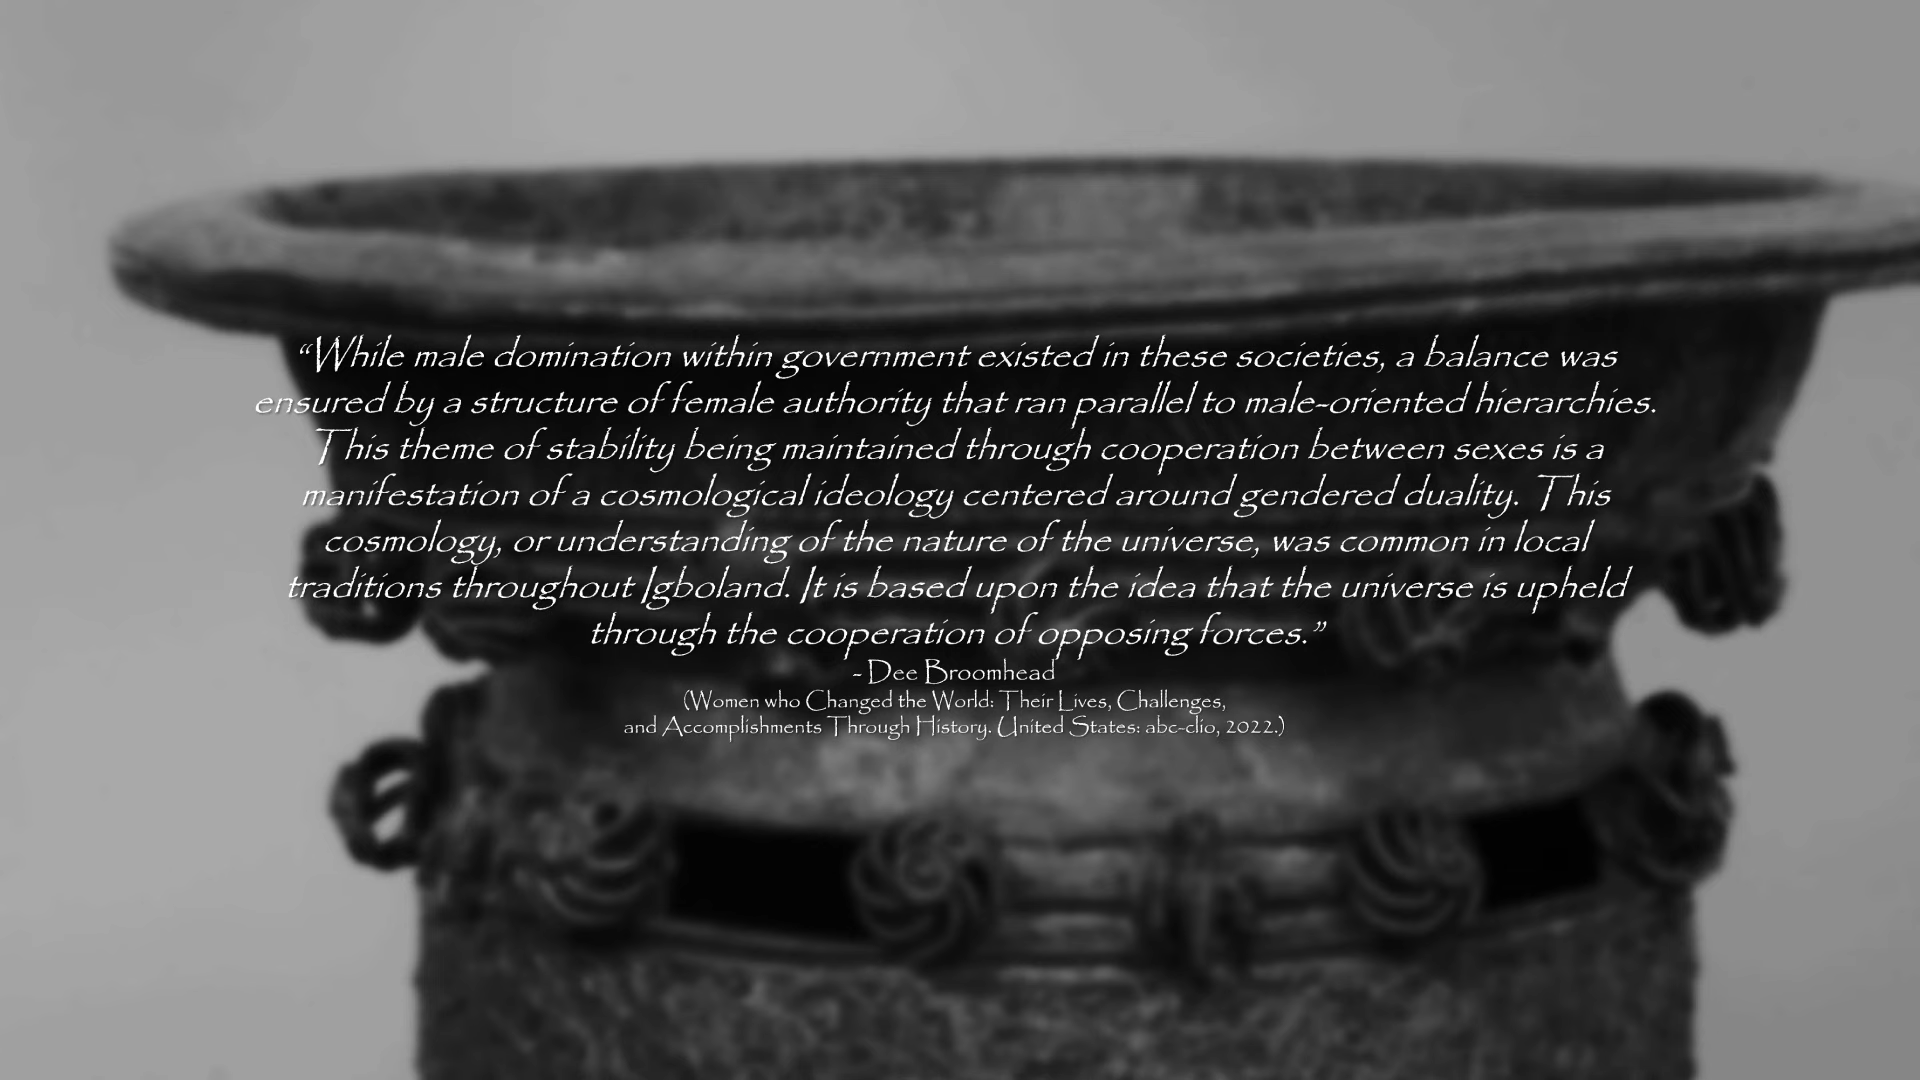 “While male domination within government existed in these societies, a balance was
ensured by a structure of female authority that ran parallel to male-oriented hierarchies.
This theme of stability being maintained through cooperation between sexes is a
manifestation of a cosmological ideology centered around gendered duality. This
cosmology, or understanding of the nature of the universe, was common in local
traditions throughout Igboland. It is based upon the idea that the universe is upheld
through the cooperation of opposing forces.”
- Dee Broomhead
(Women who Changed the World: Their Lives, Challenges,
and Accomplishments Through History. United States: abc-clio, 2022.)